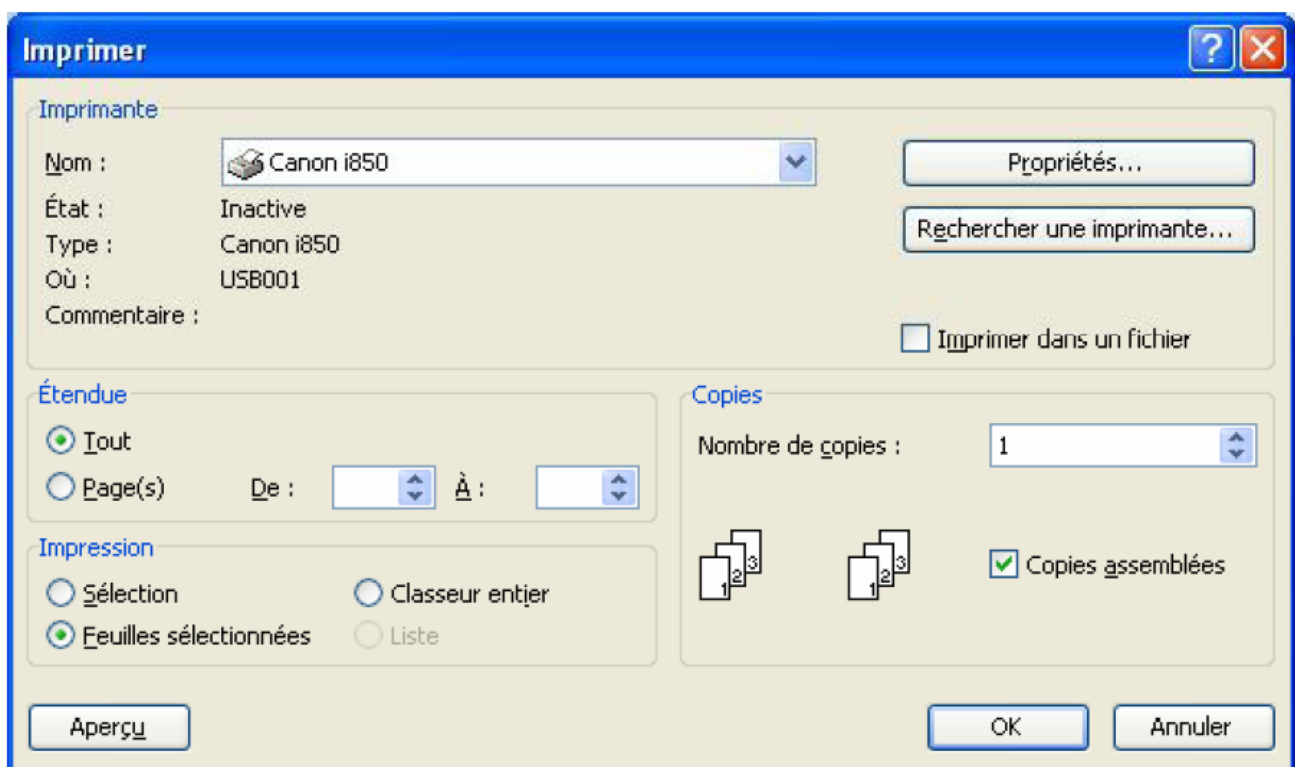 Imprimer
Imprimante
Nom : Canon i850 Propriétés...
État : Inactive
Rechercher une imprimante...
Type : Canon i850
Où : USB001
Commentaire :
Imprimer dans un fichier
Étendue
Tout
Page(s) De : À :
Copies
Nombre de copies : 1
1 2 3 1 2 3 Copies assemblées
Impression
Sélection Classeur entier
Feuilles sélectionnées Liste
Aperçu OK Annuler